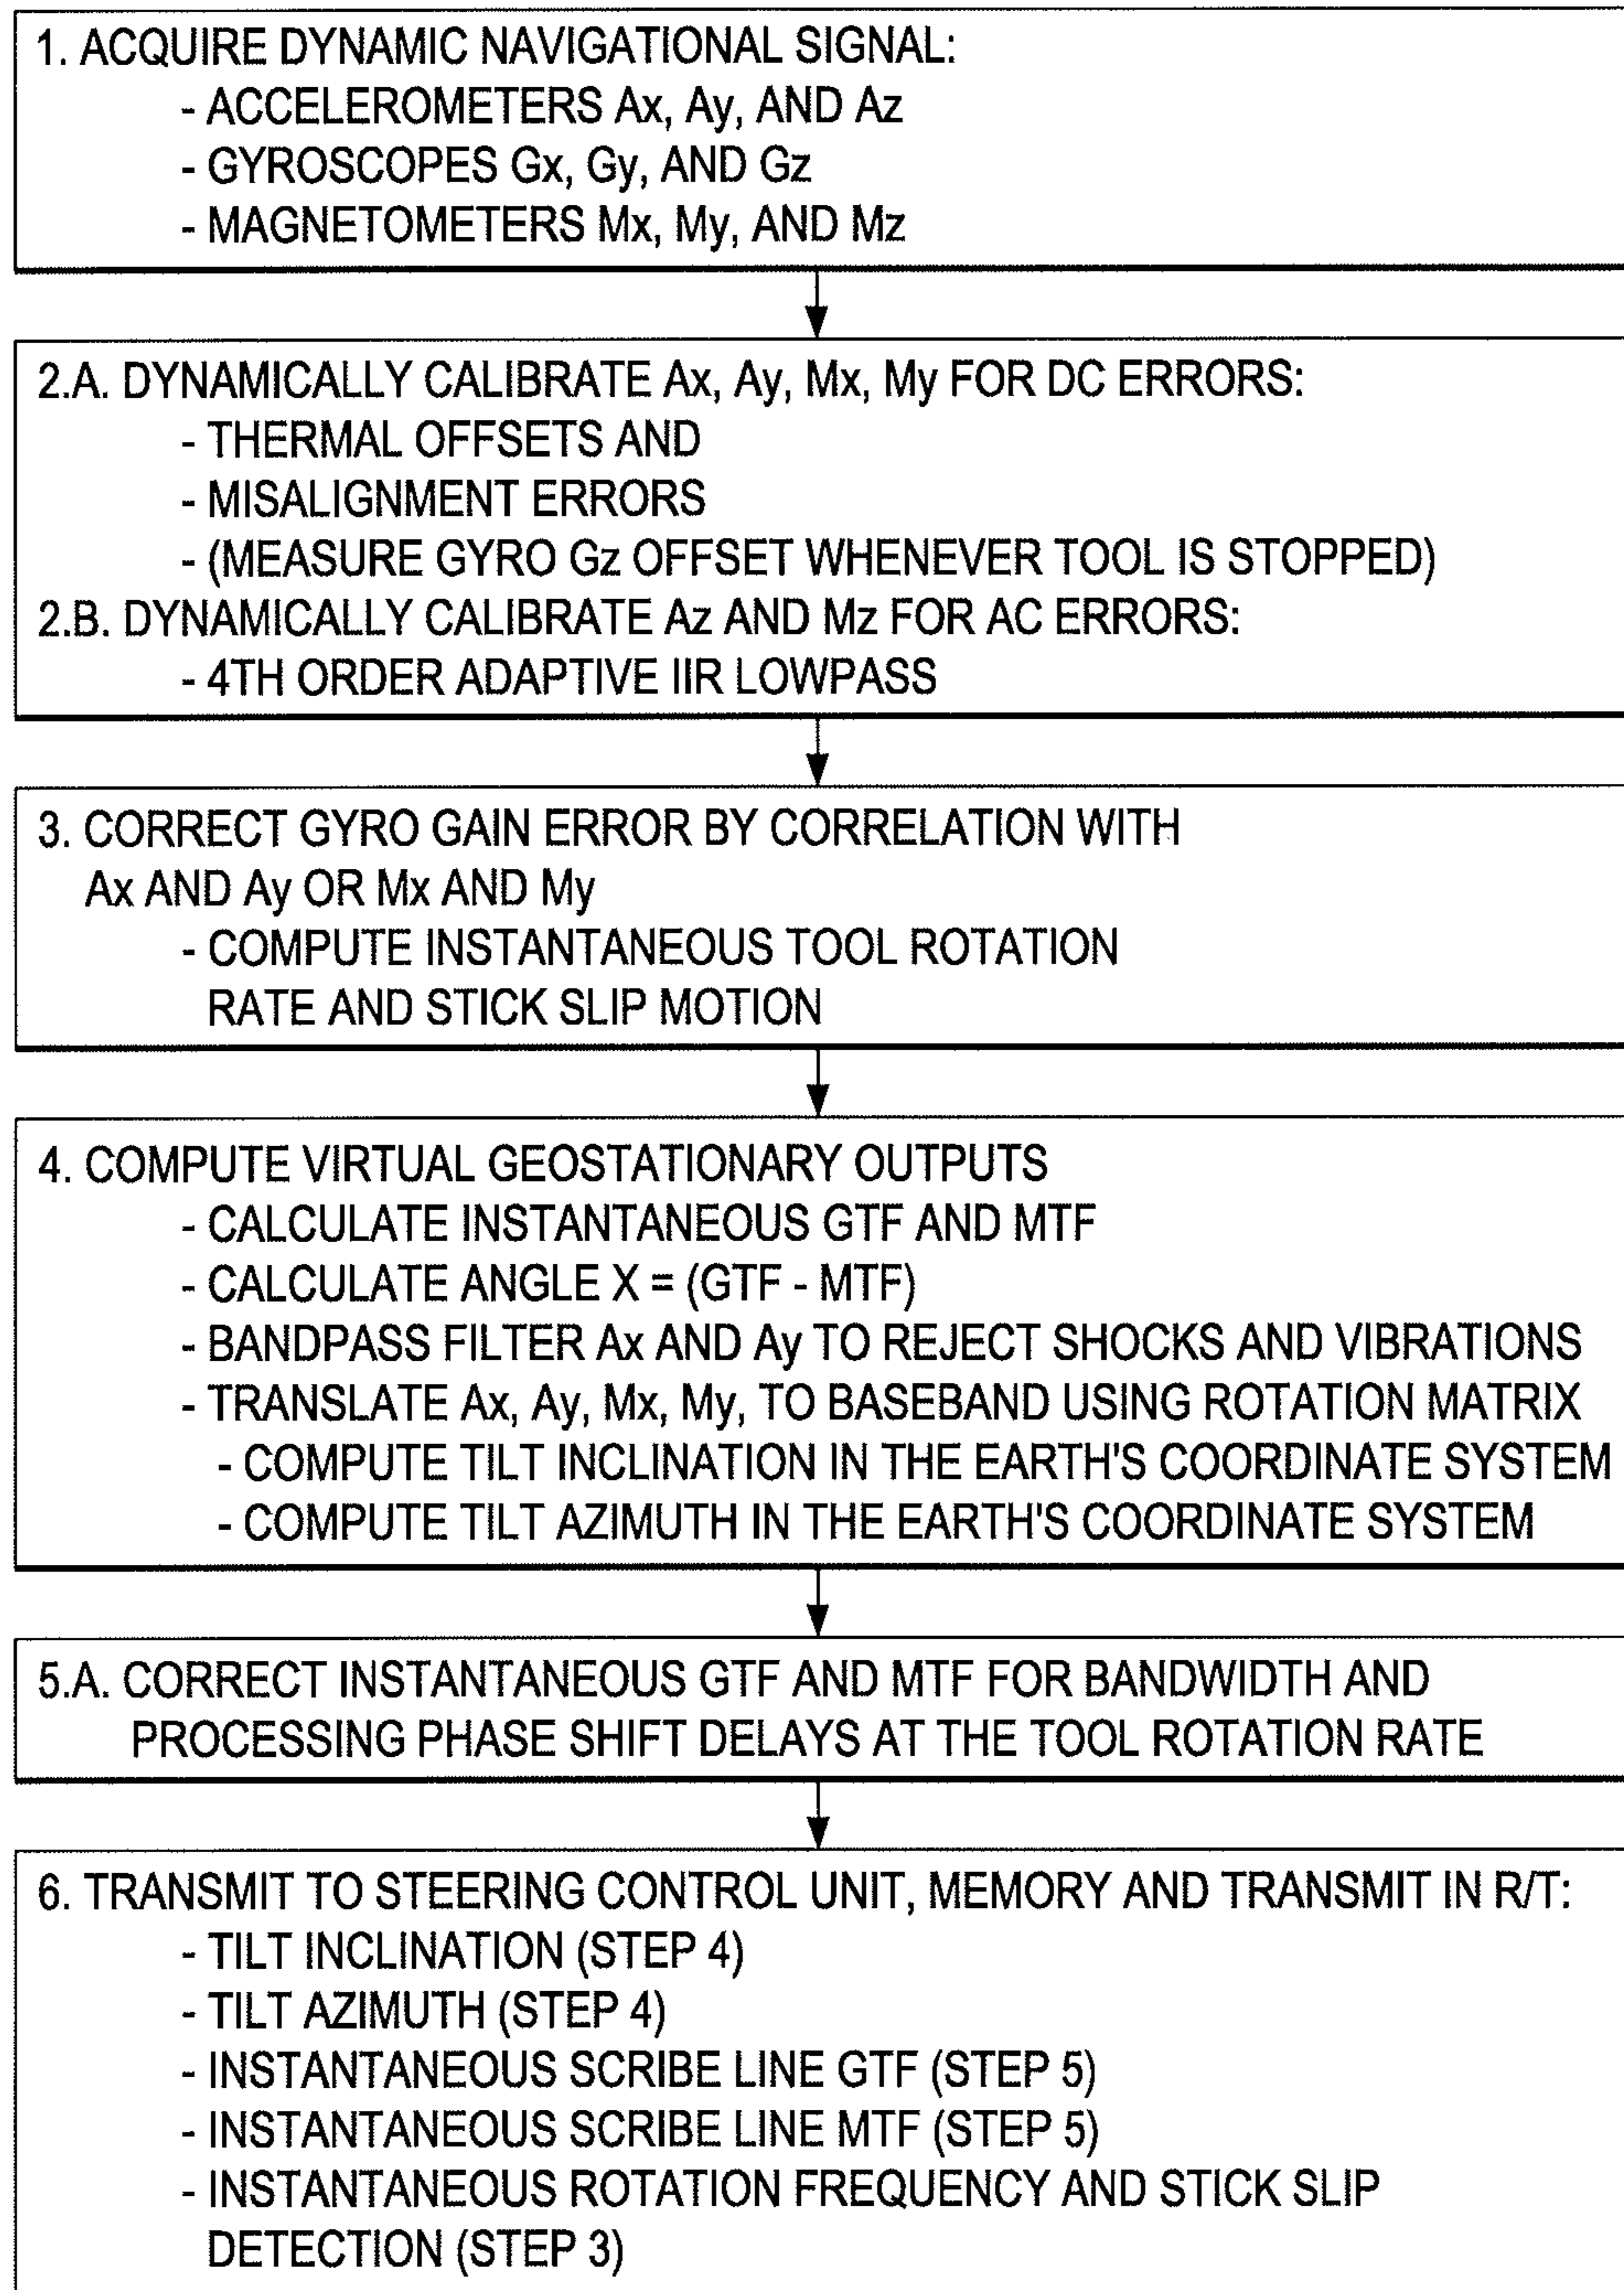 1. ACQUIRE DYNAMIC NAVIGATIONAL SIGNAL:
- ACCELEROMETERS Ax, Ay, AND Az
- GYROSCOPES Gx, Gy, AND Gz
- MAGNETOMETERS Mx, My, AND Mz
2.A. DYNAMICALLY CALIBRATE Ax, Ay, Mx, My FOR DC ERRORS:
- THERMAL OFFSETS AND
- MISALIGNMENT ERRORS
- (MEASURE GYRO Gz OFFSET WHENEVER TOOL IS STOPPED)
2.B. DYNAMICALLY CALIBRATE Az AND Mz FOR AC ERRORS:
- 4TH ORDER ADAPTIVE IIR LOWPASS
3. CORRECT GYRO GAIN ERROR BY CORRELATION WITH
Ax AND Ay OR Mx AND My
- COMPUTE INSTANTANEOUS TOOL ROTATION
RATE AND STICK SLIP MOTION
4. COMPUTE VIRTUAL GEOSTATIONARY OUTPUTS
- CALCULATE INSTANTANEOUS GTF AND MTF
- CALCULATE ANGLE X = (GTF - MTF)
- BANDPASS FILTER Ax AND Ay TO REJECT SHOCKS AND VIBRATIONS
- TRANSLATE Ax, Ay, Mx, My, TO BASEBAND USING ROTATION MATRIX
- COMPUTE TILT INCLINATION IN THE EARTH'S COORDINATE SYSTEM
- COMPUTE TILT AZIMUTH IN THE EARTH'S COORDINATE SYSTEM
5.A. CORRECT INSTANTANEOUS GTF AND MTF FOR BANDWIDTH AND
PROCESSING PHASE SHIFT DELAYS AT THE TOOL ROTATION RATE
6. TRANSMIT TO STEERING CONTROL UNIT, MEMORY AND TRANSMIT IN R/T:
- TILT INCLINATION (STEP 4)
- TILT AZIMUTH (STEP 4)
- INSTANTANEOUS SCRIBE LINE GTF (STEP 5)
- INSTANTANEOUS SCRIBE LINE MTF (STEP 5)
- INSTANTANEOUS ROTATION FREQUENCY AND STICK SLIP
DETECTION (STEP 3)